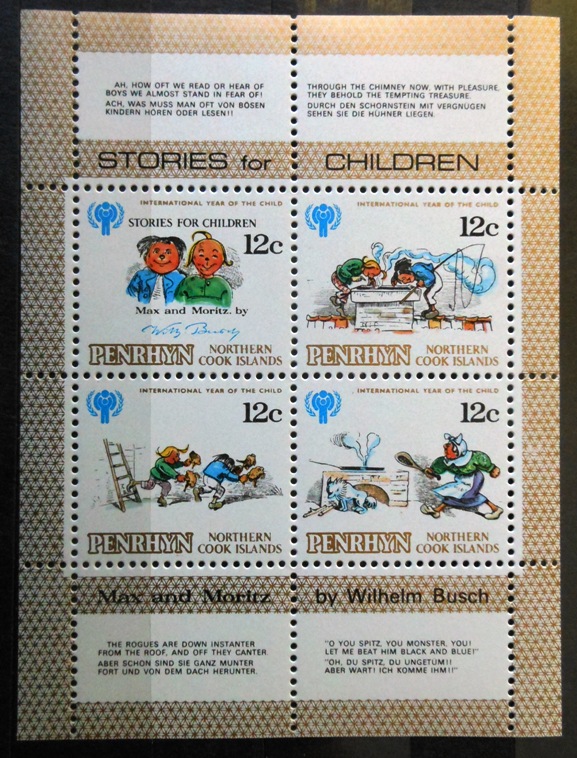 AH, HOW OFT WE READ OR HEAR OF
BOYS WE ALMOST STAND IN FEAR OF!
ACH, WAS MUSS MAN OFT VON BÖSEN
KINDERN HÖREN ODER LESEN!!
THROUGH THE CHIMNEY NOW, WITH PLEASURE,
THEY BEHOLD THE TEMPTING TREASURE.
DURCH DEN SCHORNSTEIN MIT VERGNÜGEN
SEHEN SIE DIE HÜHNER LIEGEN.
STORIES for CHILDREN
INTERNATIONAL YEAR OF THE CHILD
STORIES FOR CHILDREN
12c
Max and Moritz. by
Wilh. Busch
PENRHYN NORTHERN
COOK ISLANDS
INTERNATIONAL YEAR OF THE CHILD
12c
PENRHYN NORTHERN
COOK ISLANDS
INTERNATIONAL YEAR OF THE CHILD
12c
PENRHYN NORTHERN
COOK ISLANDS
INTERNATIONAL YEAR OF THE CHILD
12c
PENRHYN NORTHERN
COOK ISLANDS
Max and Moritz by Wilhelm Busch
THE ROGUES ARE DOWN INSTANTER
FROM THE ROOF, AND OFF THEY CANTER.
ABER SCHON SIND SIE GANZ MUNTER
FORT UND VON DEM DACH HERUNTER.
"O YOU SPITZ, YOU MONSTER, YOU!
LET ME BEAT HIM BLACK AND BLUE!"
"OH, DU SPITZ, DU UNGETUM!!
ABER WART! ICH KOMME IHM!!"